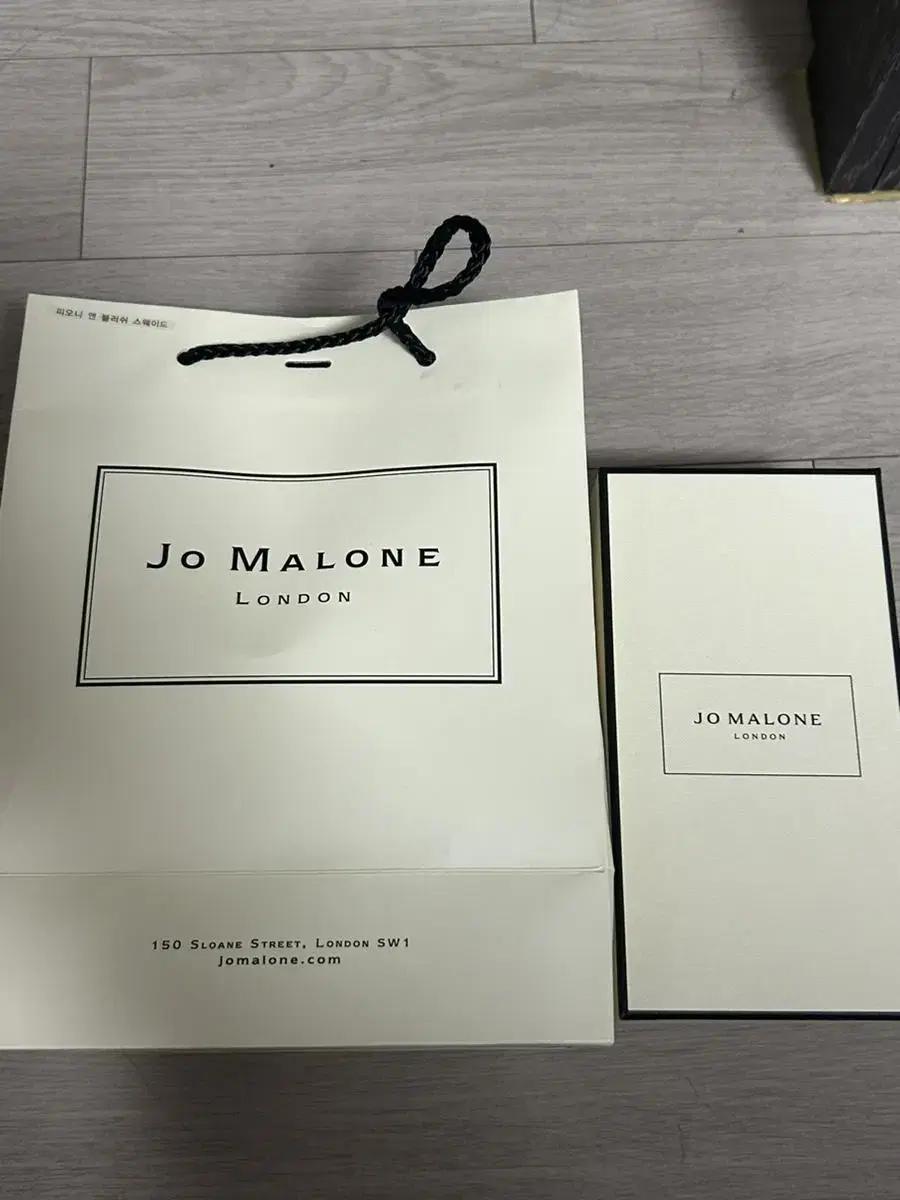 피오니 앤 블러쉬 스웨이드
JO MALONE
LONDON
150 SLOANE STREET, LONDON SW1
jomalone.com
JO MALONE
LONDON